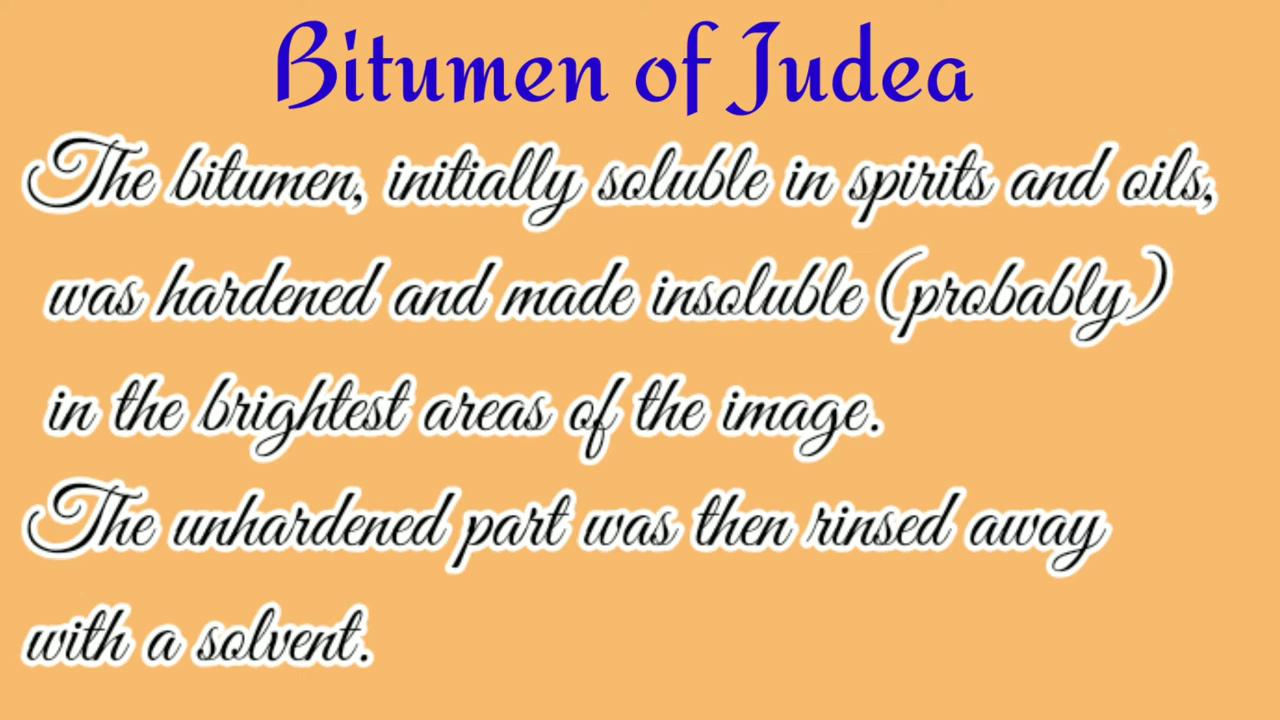 Bitumen of Judea
The bitumen, initially soluble in spirits and oils,
was hardened and made insoluble (probably)
in the brightest areas of the image.
The unhardened part was then rinsed away
with a solvent.